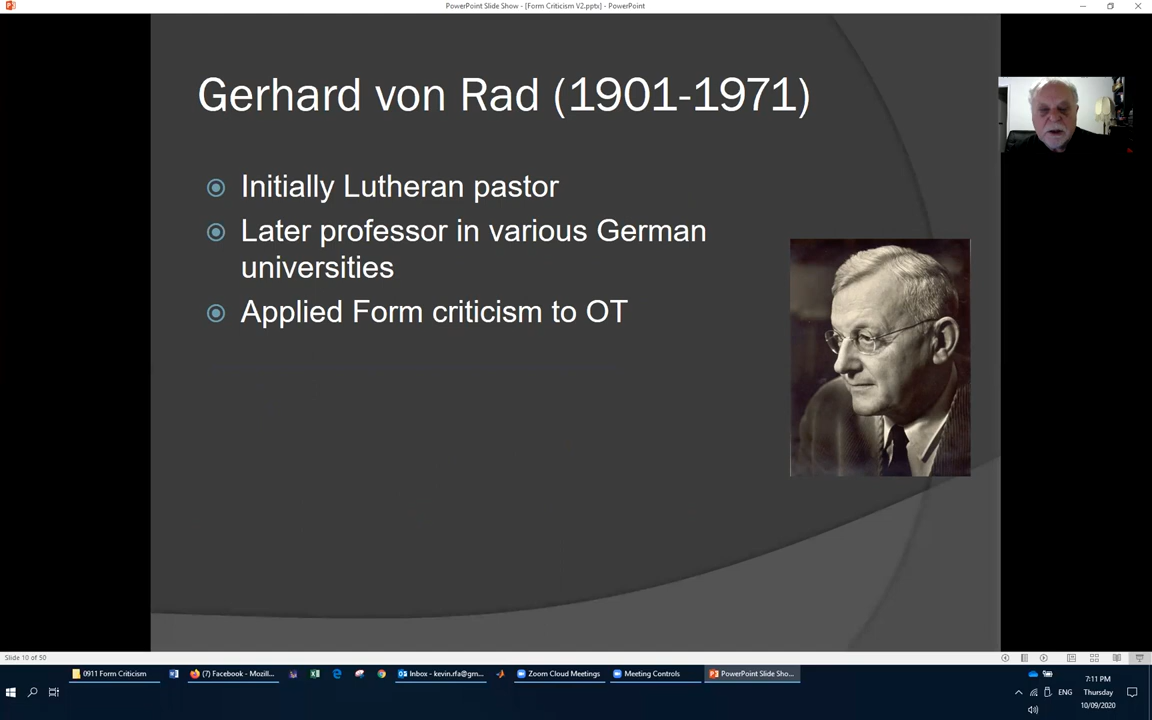 PowerPoint Slide Show - [Form Criticism V2.pptx] - PowerPoint
Gerhard von Rad (1901-1971)
Initially Lutheran pastor
Later professor in various German
universities
Applied Form criticism to OT
Slide 10 of 50
0911 Form Criticism
(7) Facebook - Mozill...
Inbox - kevin.rfa@gm...
Zoom Cloud Meetings
Meeting Controls
PowerPoint Slide Sho...
ENG
7:11 PM
Thursday
10/09/2020